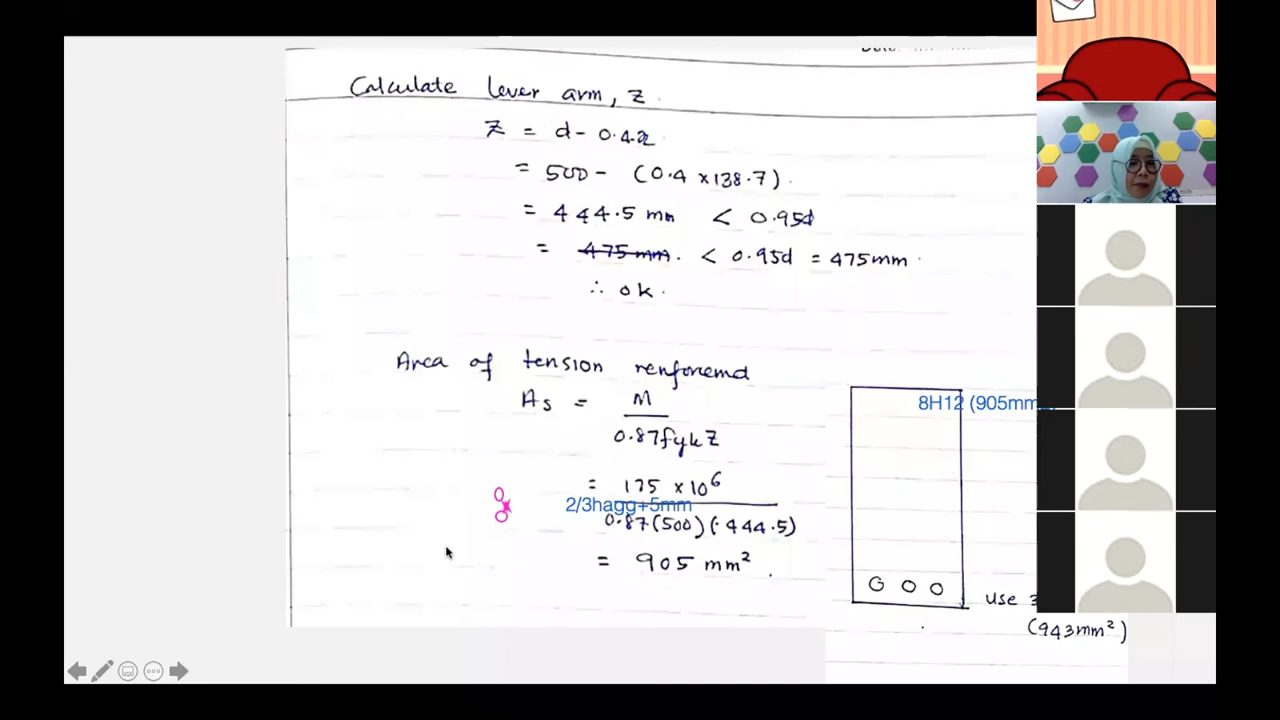 Calculate lever arm, z.
z = d - 0.4x
= 500 - (0.4 x 138.7).
= 444.5 mm < 0.95d
= 475 mm. < 0.95d = 475mm.
∴ ok.
Area of tension renforcemd
As = M
0.87fykz
8H12 (905mm
= 175 x 10⁶
2/3hagg+5mm
0.87(500)(444.5)
= 905 mm².
use 3
(943mm²)